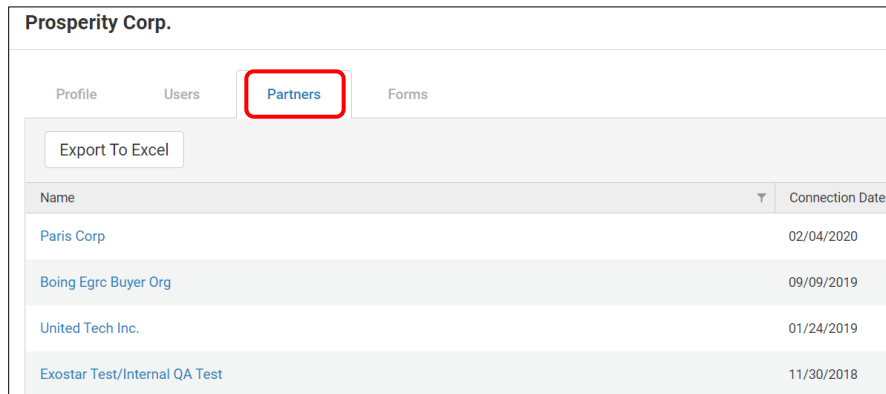 Prosperity Corp.
Profile Users Partners Forms
Export To Excel
Name Connection Date
Paris Corp 02/04/2020
Boing Egrc Buyer Org 09/09/2019
United Tech Inc. 01/24/2019
Exostar Test/Internal QA Test 11/30/2018